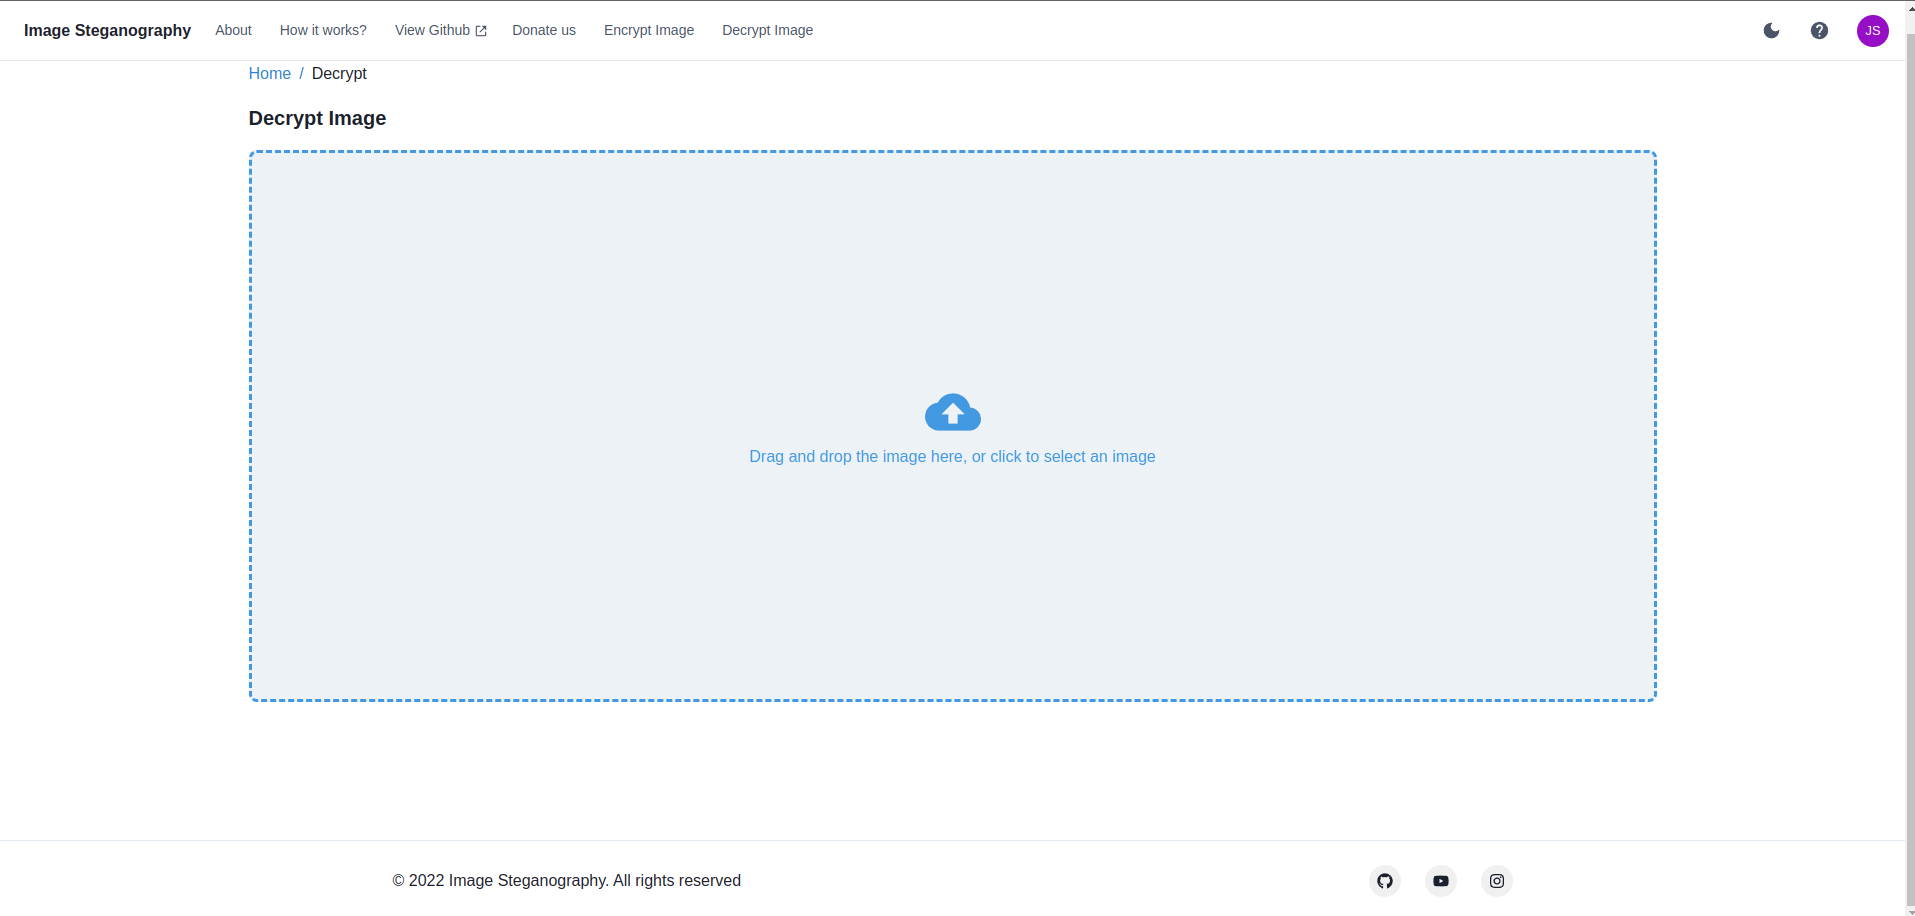 Image Steganography About How it works? View Github Donate us Encrypt Image Decrypt Image JS
Home / Decrypt
Decrypt Image
Drag and drop the image here, or click to select an image
© 2022 Image Steganography. All rights reserved